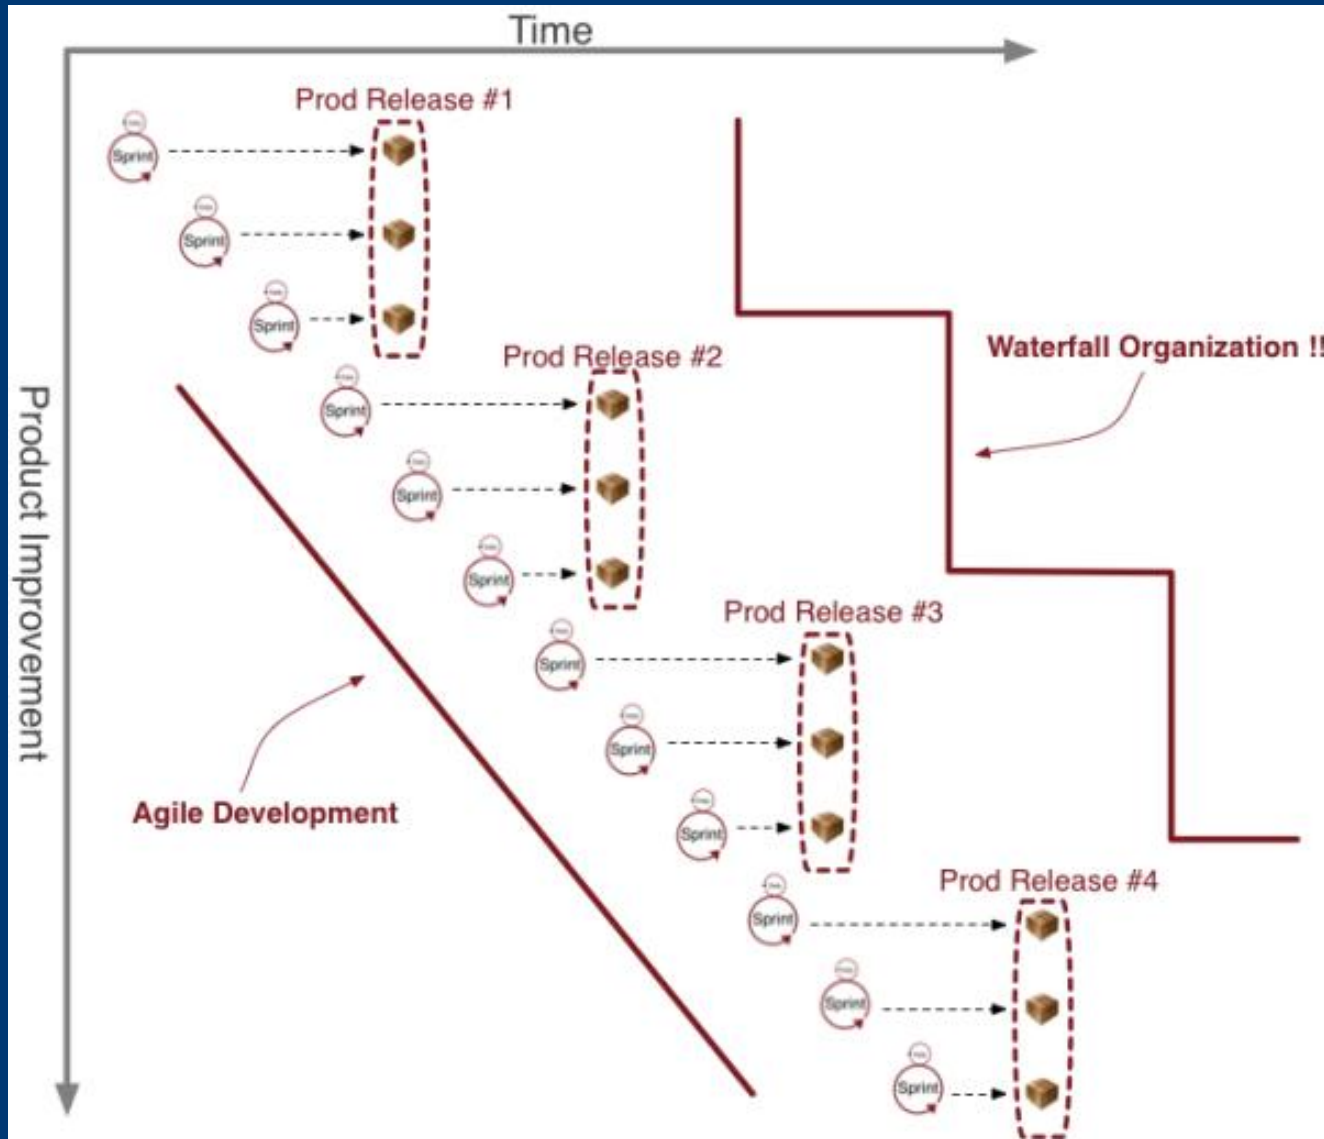 Time
Prod Release #1
Sprint
Sprint
Sprint
Prod Release #2
Waterfall Organization !!
Sprint
Product Improvement
Sprint
Sprint
Prod Release #3
Sprint
Sprint
Agile Development
Sprint
Prod Release #4
Sprint
Sprint
Sprint